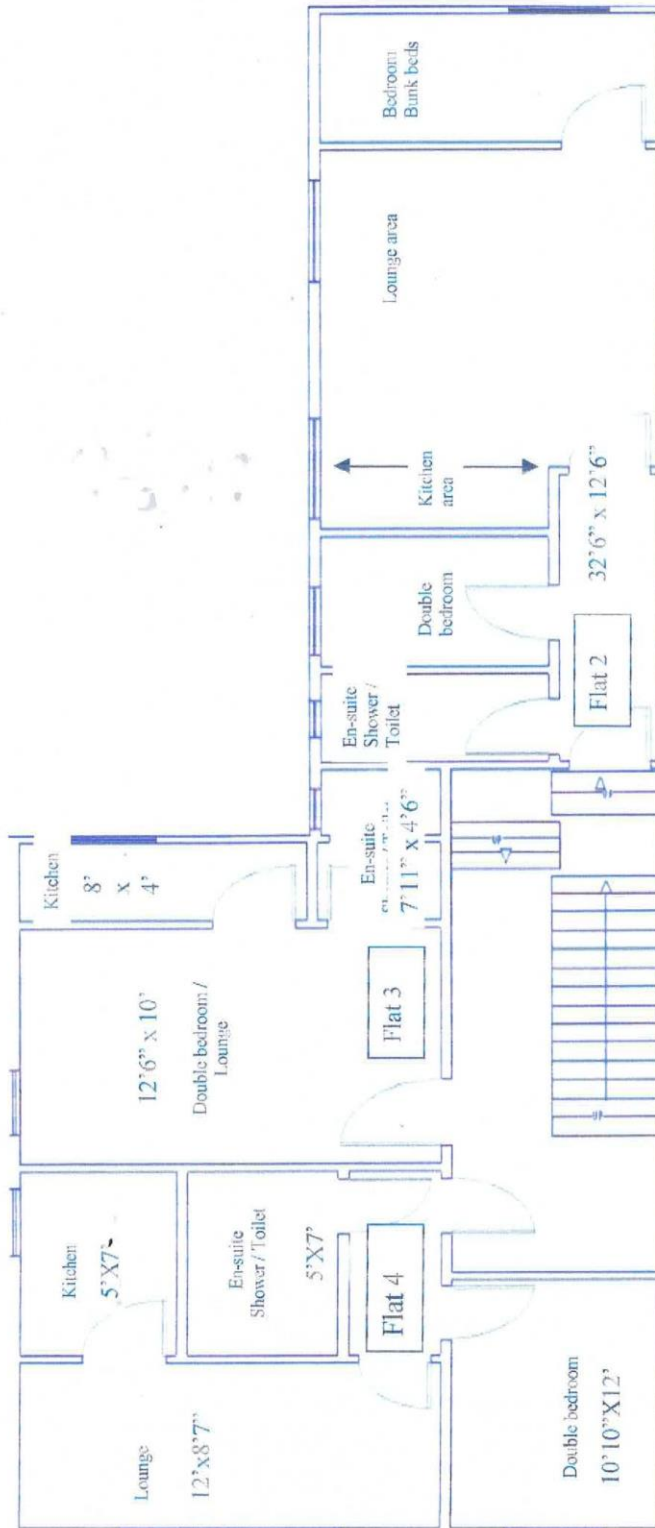 Kitchen
5'X7'
Lounge
12'x8'7"
En-suite
Shower / Toilet
5'X7'
Flat 4
Double bedroom
10'10"X12'
12'6" x 10'
Double bedroom /
Lounge
Flat 3
Kitchen
8'
x
4'
En-suite
7'11" x 4'6"
En-suite
Shower /
Toilet
Double
bedroom
Flat 2
32'6" x 12'6"
Kitchen
area
Lounge area
Bedroom
Bunk beds